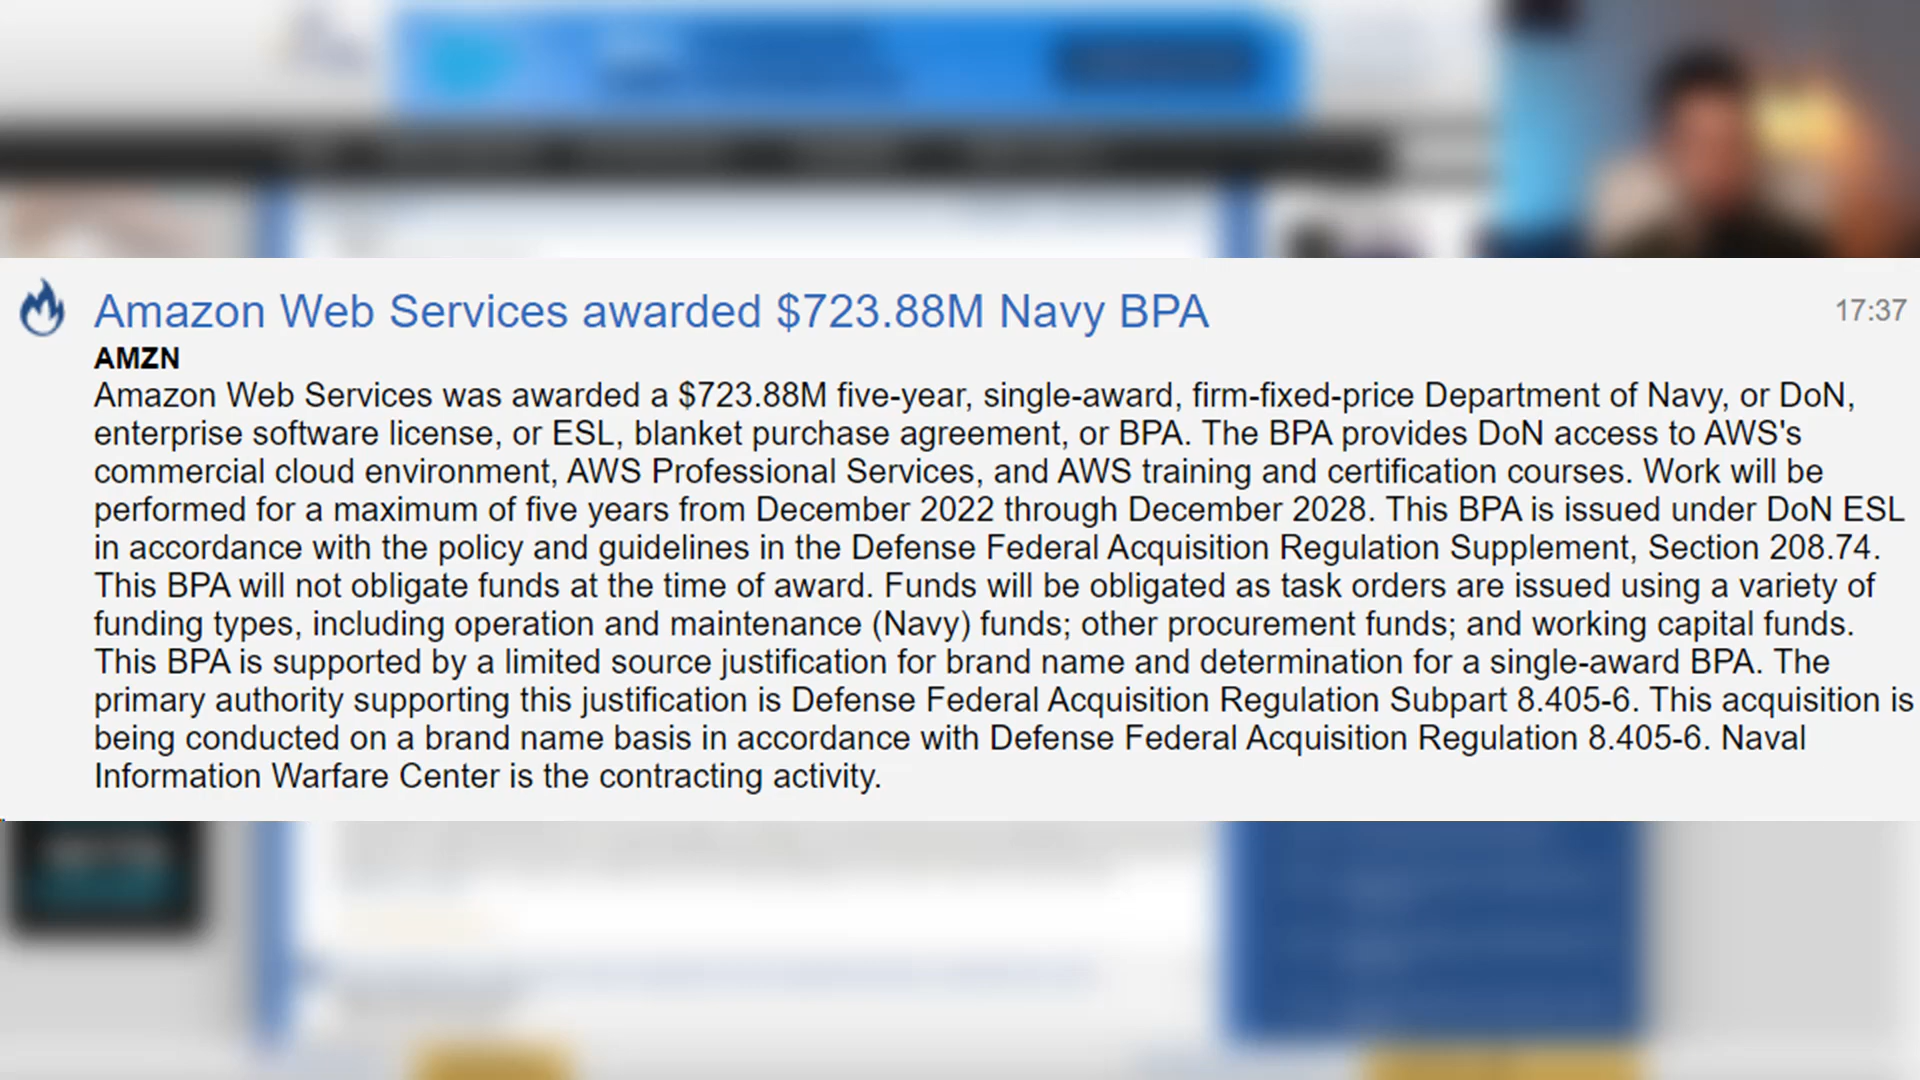 Amazon Web Services awarded $723.88M Navy BPA
17:37
AMZN
Amazon Web Services was awarded a $723.88M five-year, single-award, firm-fixed-price Department of Navy, or DoN,
enterprise software license, or ESL, blanket purchase agreement, or BPA. The BPA provides DoN access to AWS's
commercial cloud environment, AWS Professional Services, and AWS training and certification courses. Work will be
performed for a maximum of five years from December 2022 through December 2028. This BPA is issued under DoN ESL
in accordance with the policy and guidelines in the Defense Federal Acquisition Regulation Supplement, Section 208.74.
This BPA will not obligate funds at the time of award. Funds will be obligated as task orders are issued using a variety of
funding types, including operation and maintenance (Navy) funds; other procurement funds; and working capital funds.
This BPA is supported by a limited source justification for brand name and determination for a single-award BPA. The
primary authority supporting this justification is Defense Federal Acquisition Regulation Subpart 8.405-6. This acquisition is
being conducted on a brand name basis in accordance with Defense Federal Acquisition Regulation 8.405-6. Naval
Information Warfare Center is the contracting activity.